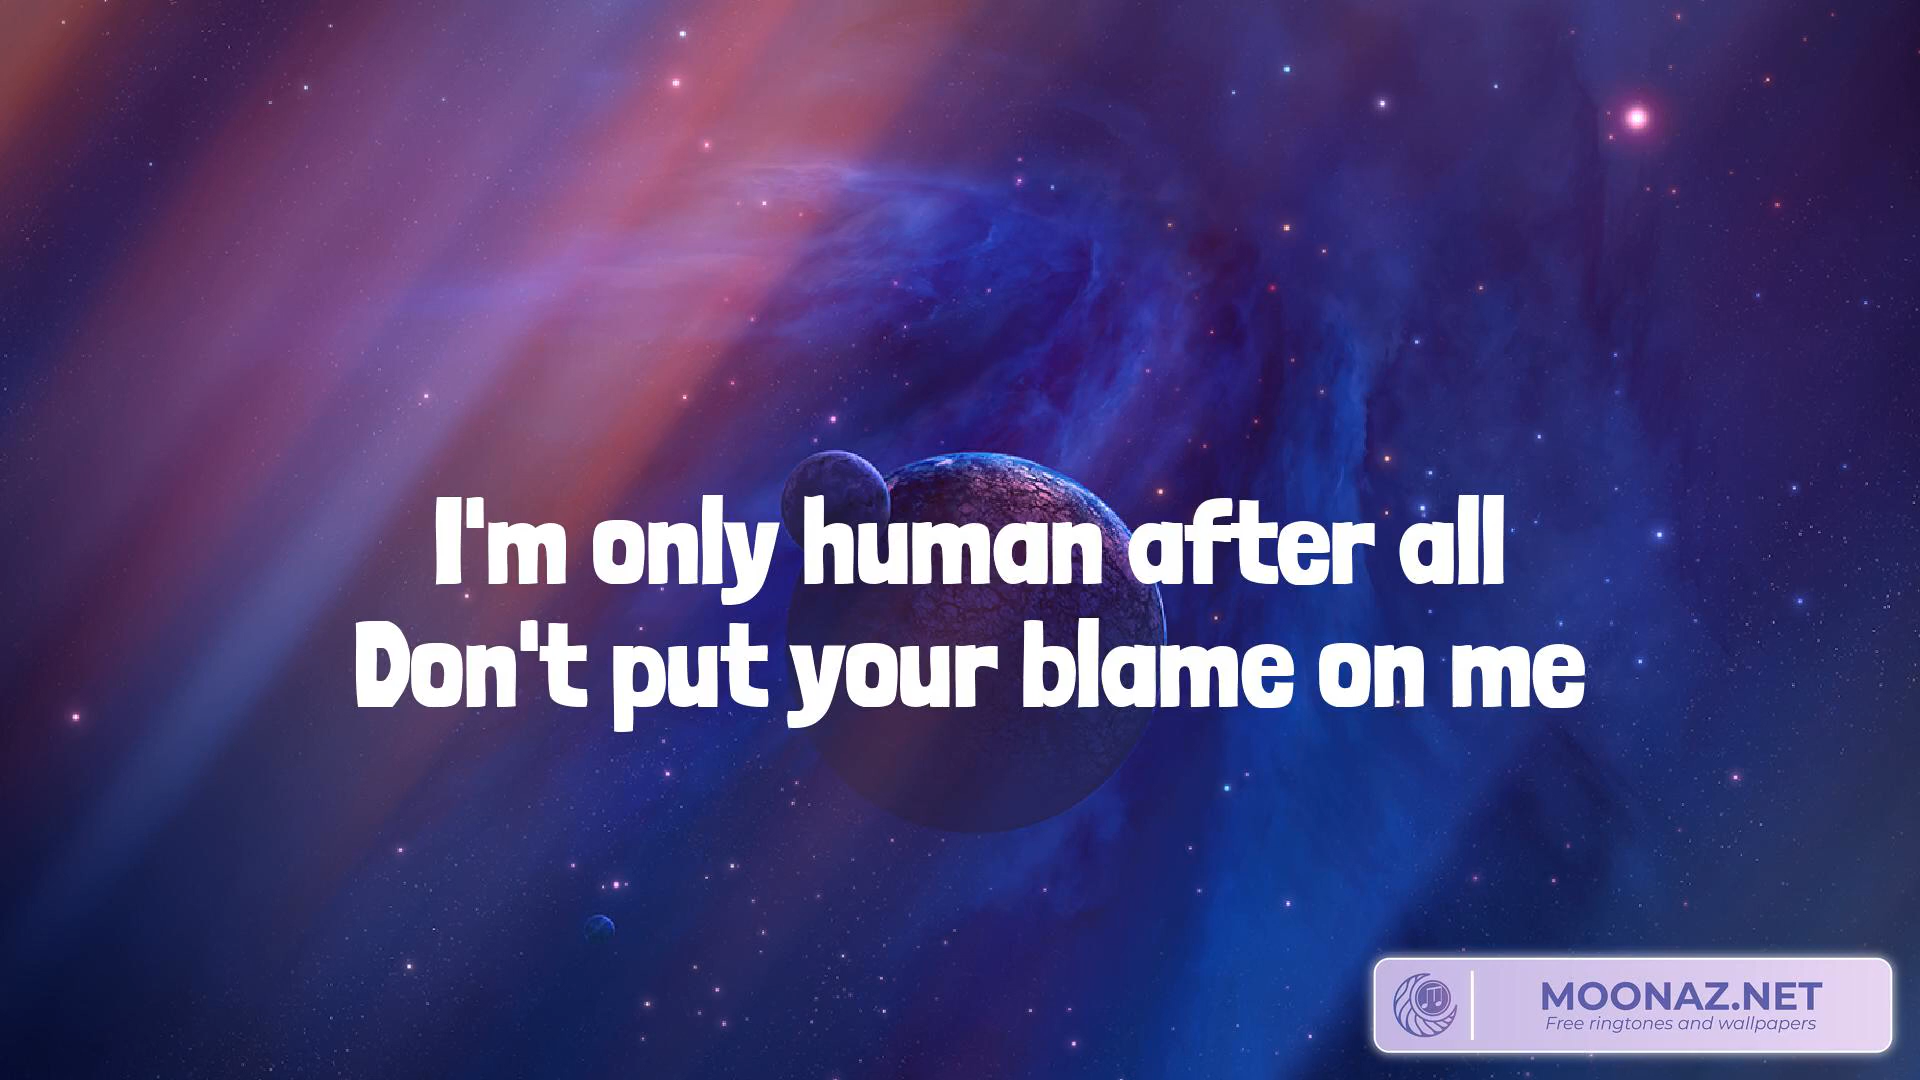 I'm only human after all
Don't put your blame on me
MOONAZ.NET
Free ringtones and wallpapers